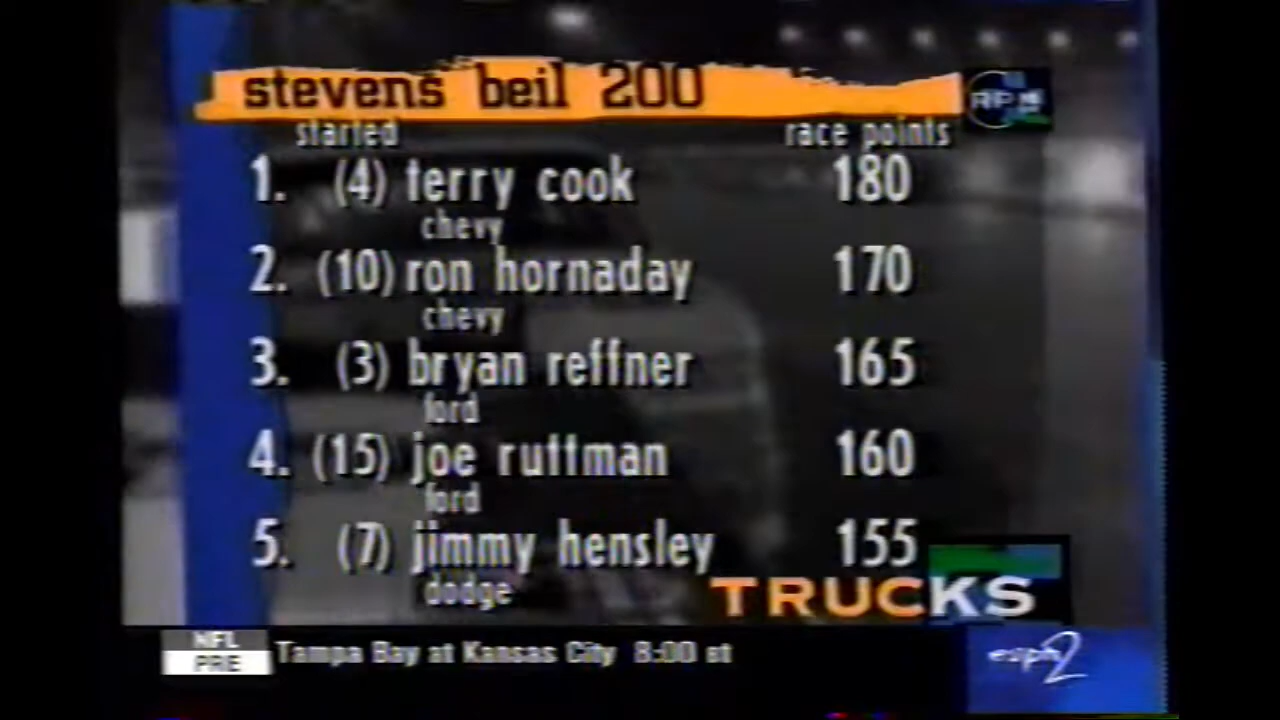 stevens beil 200
RPM
started race points
1. (4) terry cook 180
chevy
2. (10) ron hornaday 170
chevy
3. (3) bryan reffner 165
ford
4. (15) joe ruttman 160
ford
5. (7) jimmy hensley 155
dodge
TRUCKS
NFL PRE Tampa Bay at Kansas City 8:00 et
espn2